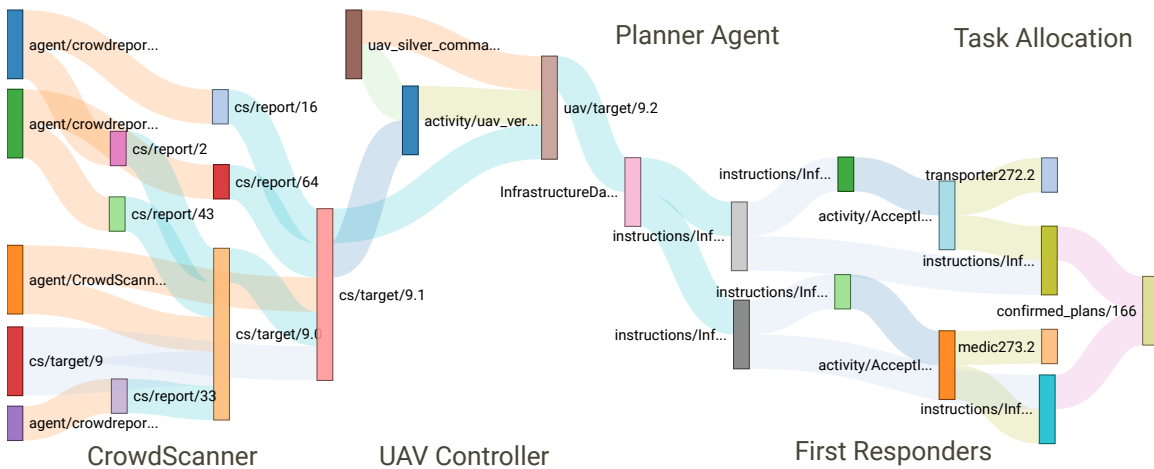 agent/crowdrepor...
uav_silver_comma...
Planner Agent
Task Allocation
cs/report/16
uav/target/9.2
agent/crowdrepor...
activity/uav_ver...
cs/report/2
cs/report/64
InfrastructureDa...
instructions/Inf...
transporter272.2
cs/report/43
activity/AcceptI...
instructions/Inf...
instructions/Inf...
agent/CrowdScann...
cs/target/9.1
instructions/Inf...
confirmed_plans/166
cs/target/9.0
instructions/Inf...
medic273.2
cs/target/9
activity/AcceptI...
cs/report/33
instructions/Inf...
agent/crowdrepor...
CrowdScanner
UAV Controller
First Responders